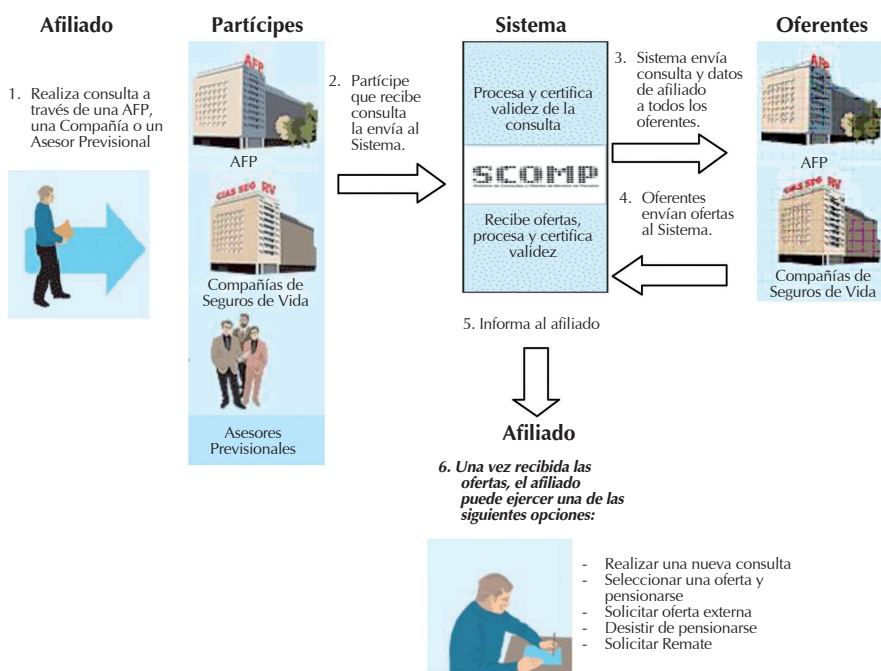 Afiliado
Partícipes
Sistema
Oferentes
1. Realiza consulta a
través de una AFP,
una Compañía o un
Asesor Previsional
AFP
AFP
CIAS SEG RV
Compañías de
Seguros de Vida
Asesores
Previsionales
2. Partícipe
que recibe
consulta
la envía al
Sistema.
Procesa y certifica
validez de la
consulta
SCOMP
Recibe ofertas,
procesa y certifica
validez
3. Sistema envía
consulta y datos
de afiliado
a todos los
oferentes.
4. Oferentes
envían ofertas
al Sistema.
AFP
AFP
CIAS SEG RV
Compañías de
Seguros de Vida
5. Informa al afiliado
Afiliado
6. Una vez recibida las
ofertas, el afiliado
puede ejercer una de las
siguientes opciones:
- Realizar una nueva consulta
- Seleccionar una oferta y
pensionarse
- Solicitar oferta externa
- Desistir de pensionarse
- Solicitar Remate